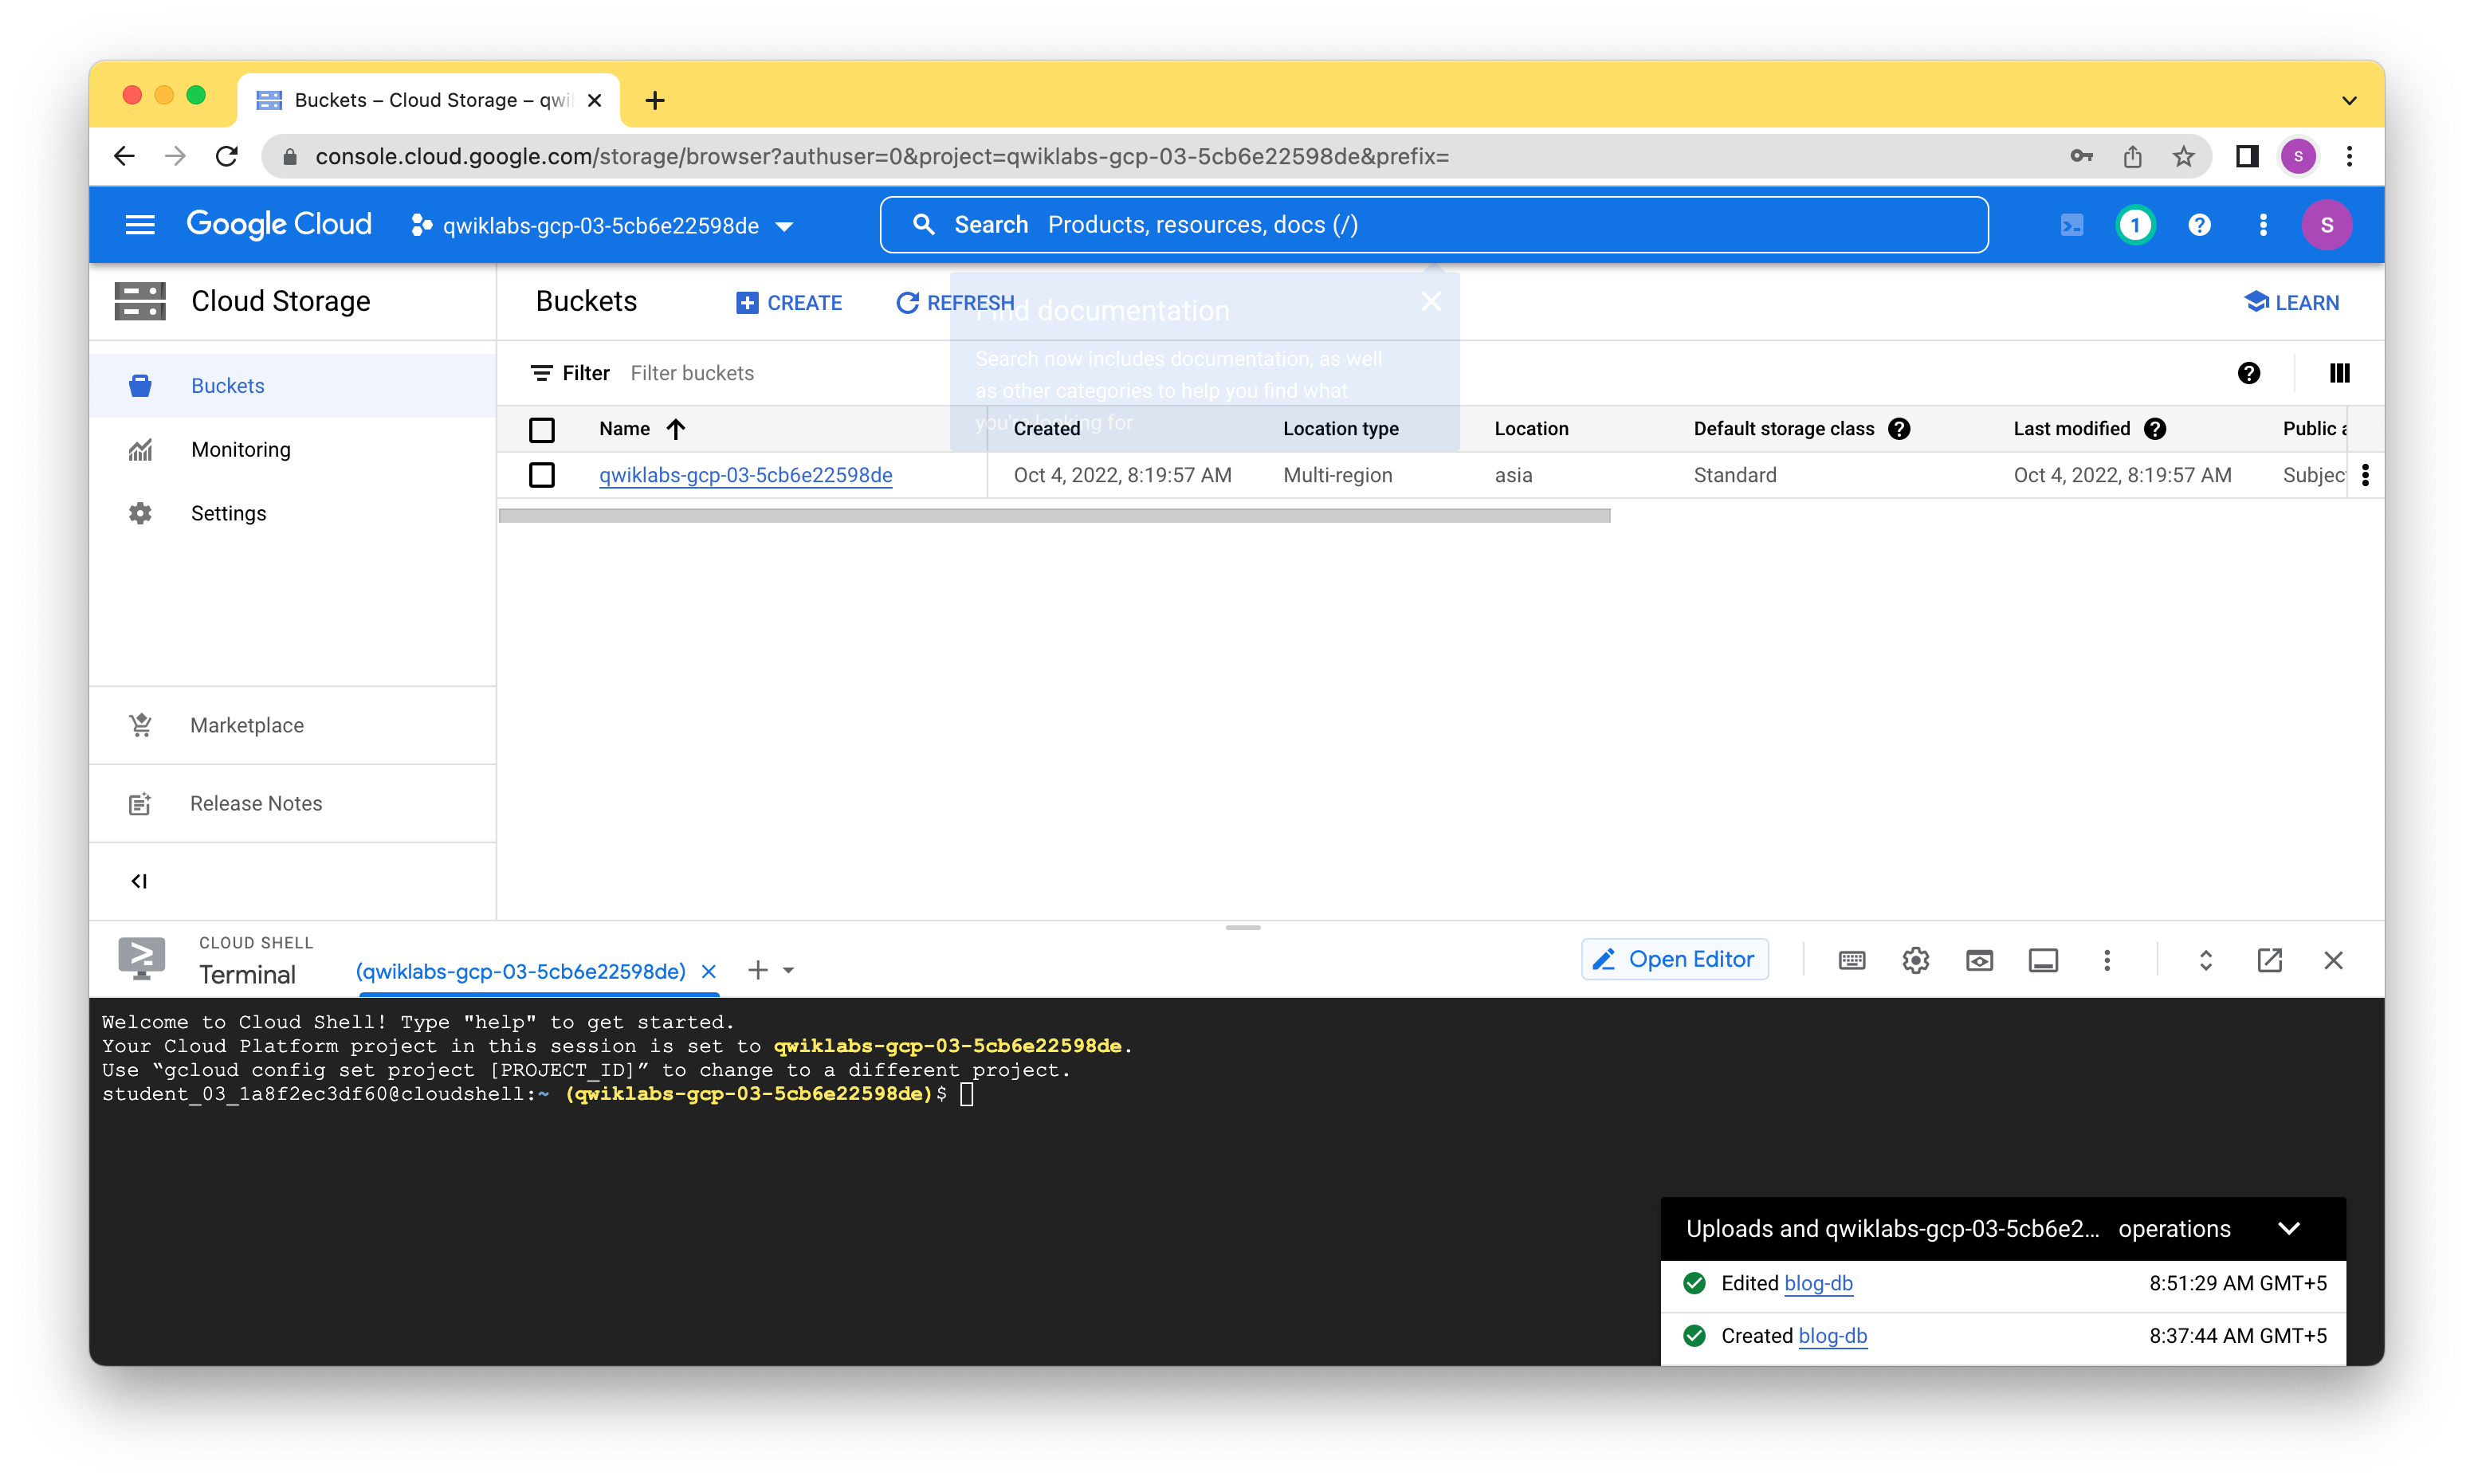 Buckets – Cloud Storage – qwi
console.cloud.google.com/storage/browser?authuser=0&project=qwiklabs-gcp-03-5cb6e22598de&prefix=
S
Google Cloud
qwiklabs-gcp-03-5cb6e22598de
Search Products, resources, docs (/)
1
?
S
Cloud Storage
Buckets
Monitoring
Settings
Marketplace
Release Notes
Buckets
CREATE
REFRESH
LEARN
Find documentation
Search now includes documentation, as well
as other categories to help you find what
you're looking for
Filter Filter buckets
Name Created Location type Location Default storage class Last modified Public a
qwiklabs-gcp-03-5cb6e22598de Oct 4, 2022, 8:19:57 AM Multi-region asia Standard Oct 4, 2022, 8:19:57 AM Subjec
CLOUD SHELL
Terminal
(qwiklabs-gcp-03-5cb6e22598de)
Open Editor
Welcome to Cloud Shell! Type "help" to get started.
Your Cloud Platform project in this session is set to qwiklabs-gcp-03-5cb6e22598de.
Use “gcloud config set project [PROJECT_ID]” to change to a different project.
student_03_1a8f2ec3df60@cloudshell:~ (qwiklabs-gcp-03-5cb6e22598de)$
Uploads and qwiklabs-gcp-03-5cb6e2... operations
Edited blog-db 8:51:29 AM GMT+5
Created blog-db 8:37:44 AM GMT+5